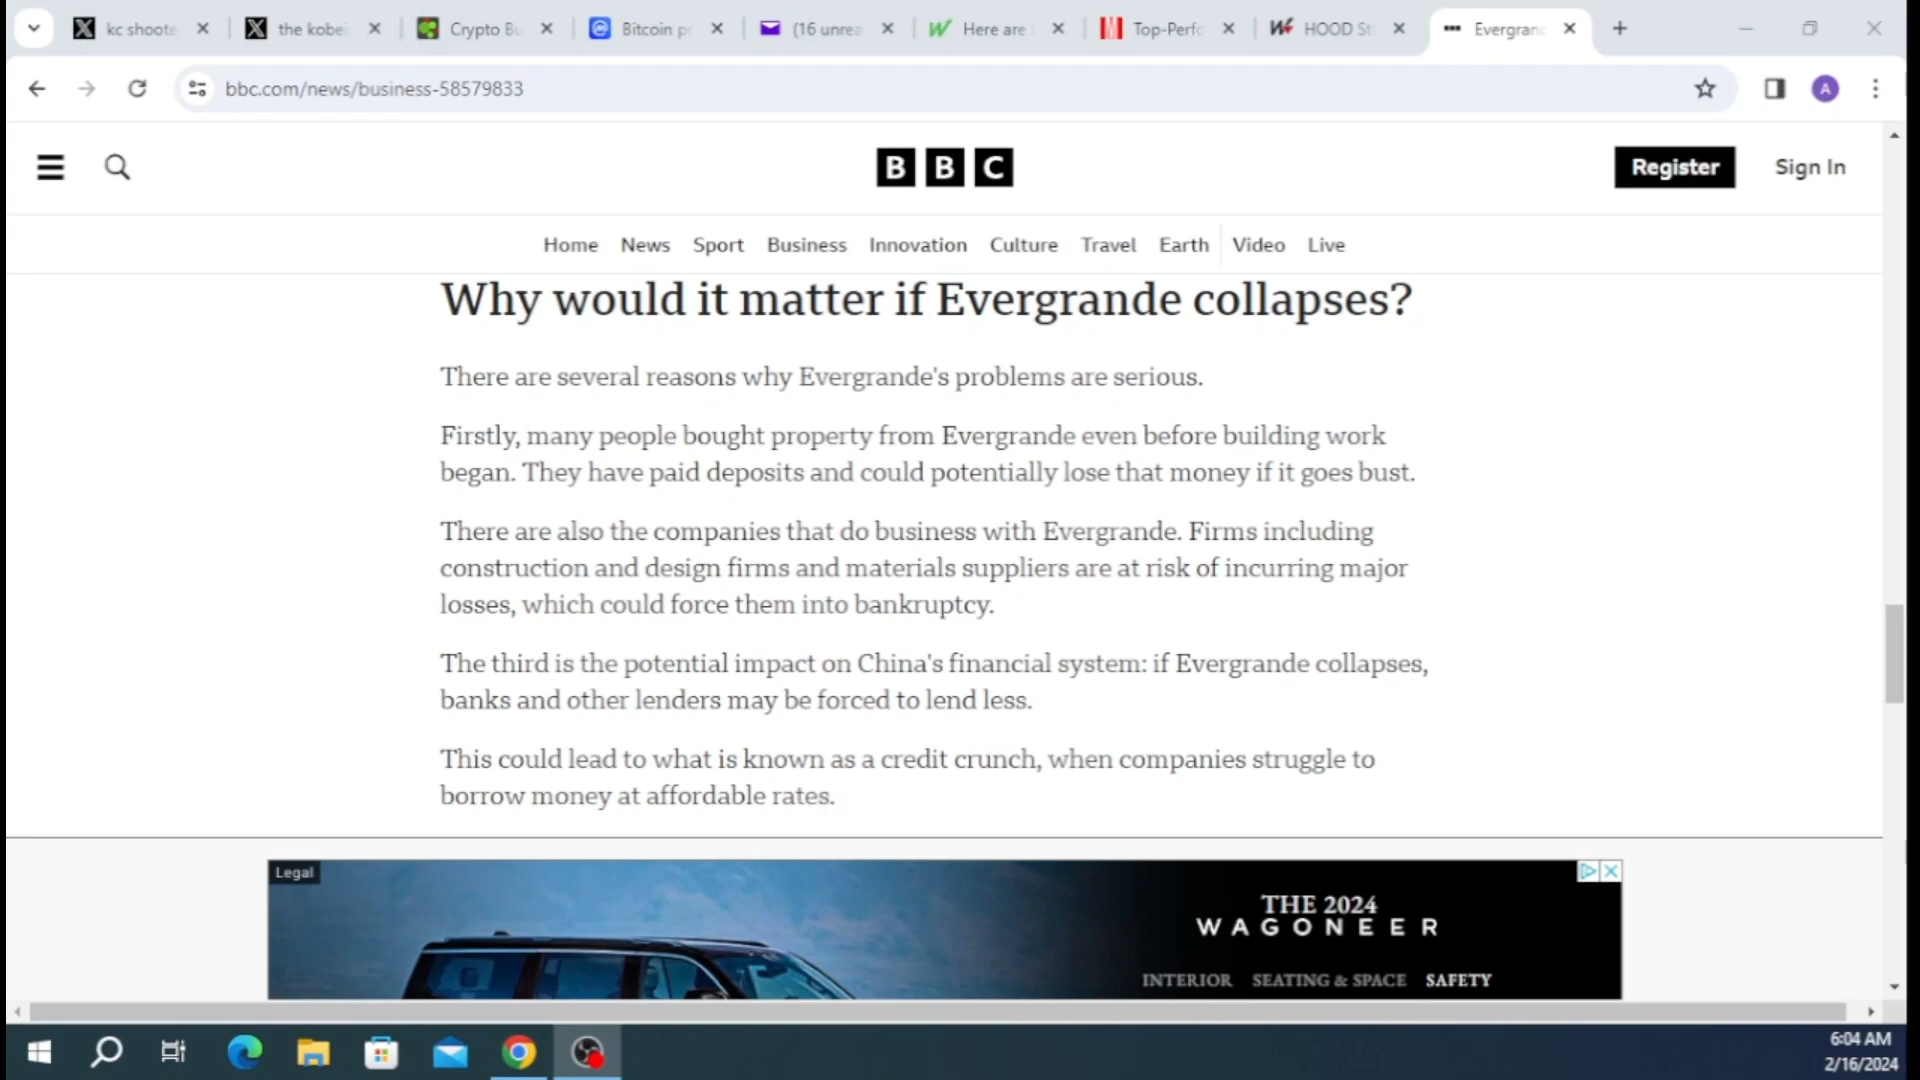 kc shoote
the kobei
Crypto Bu
Bitcoin p
(16 unrea
Here are
Top-Perfo
HOOD St
Evergran
bbc.com/news/business-58579833
A
BBC
Register
Sign In
Home News Sport Business Innovation Culture Travel Earth Video Live
Why would it matter if Evergrande collapses?
There are several reasons why Evergrande's problems are serious.
Firstly, many people bought property from Evergrande even before building work
began. They have paid deposits and could potentially lose that money if it goes bust.
There are also the companies that do business with Evergrande. Firms including
construction and design firms and materials suppliers are at risk of incurring major
losses, which could force them into bankruptcy.
The third is the potential impact on China's financial system: if Evergrande collapses,
banks and other lenders may be forced to lend less.
This could lead to what is known as a credit crunch, when companies struggle to
borrow money at affordable rates.
Legal
THE 2024
WAGONEER
INTERIOR SEATING & SPACE SAFETY
6:04 AM
2/16/2024